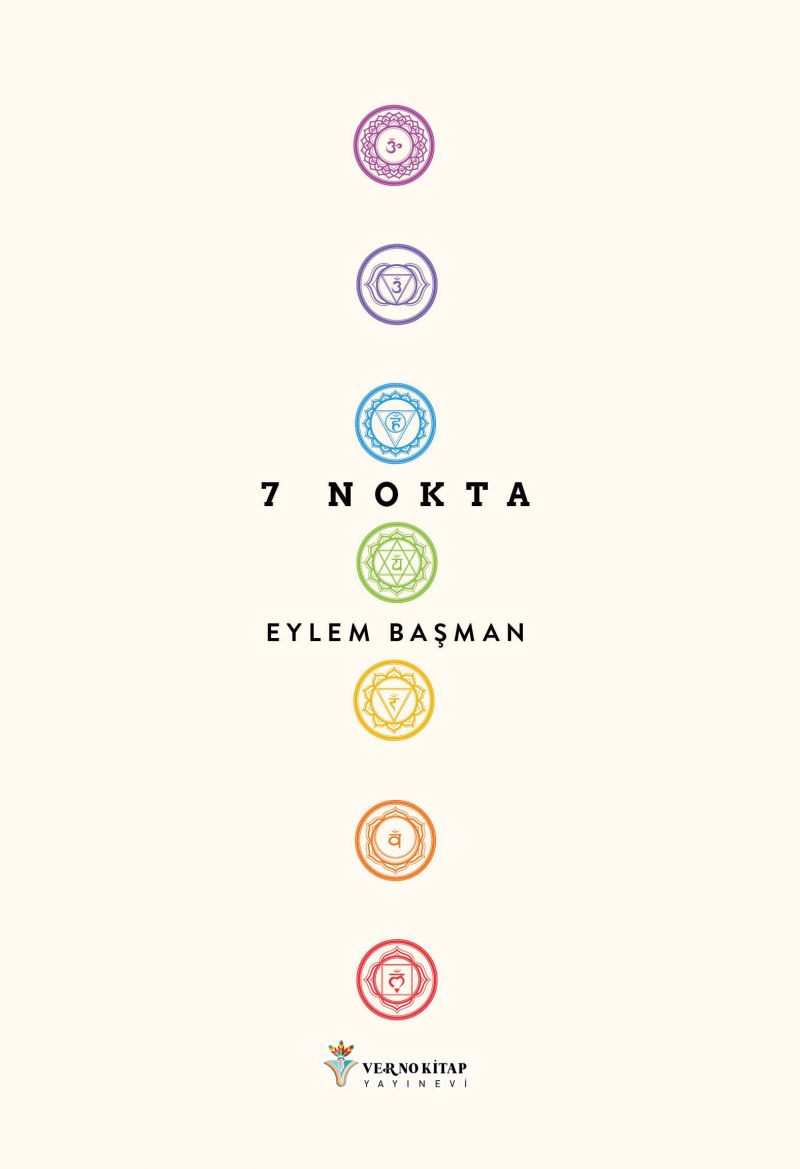 ॐ
ॐ
हं
7 NOKTA
यं
EYLEM BAŞMAN
रं
वं
लं
VERNO KİTAP
YAYINEVİ